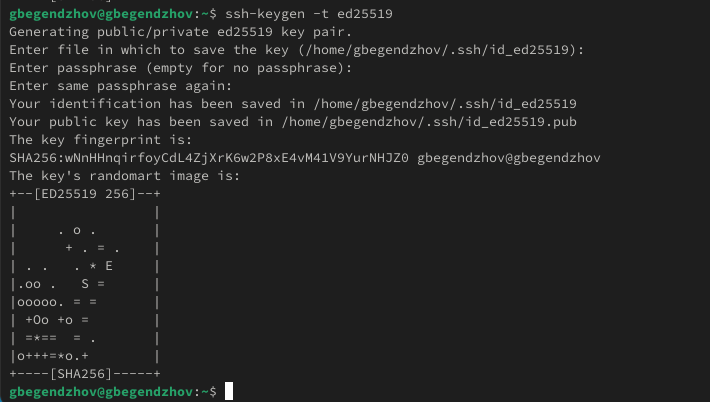 gbegendzhov@gbegendzhov:~$ ssh-keygen -t ed25519
Generating public/private ed25519 key pair.
Enter file in which to save the key (/home/gbegendzhov/.ssh/id_ed25519):
Enter passphrase (empty for no passphrase):
Enter same passphrase again:
Your identification has been saved in /home/gbegendzhov/.ssh/id_ed25519
Your public key has been saved in /home/gbegendzhov/.ssh/id_ed25519.pub
The key fingerprint is:
SHA256:wNnHHnqirfoyCdL4ZjXrK6w2P8xE4vM41V9YurNHJZ0 gbegendzhov@gbegendzhov
The key's randomart image is:
+--[ED25519 256]--+
|                 |
|     . o .       |
|      + . = .    |
| . .   . * E     |
|.oo .   S =      |
|ooooo. = =       |
| +Oo +o =        |
| =*==  = .       |
|o+++=*o.+        |
+----[SHA256]-----+
gbegendzhov@gbegendzhov:~$